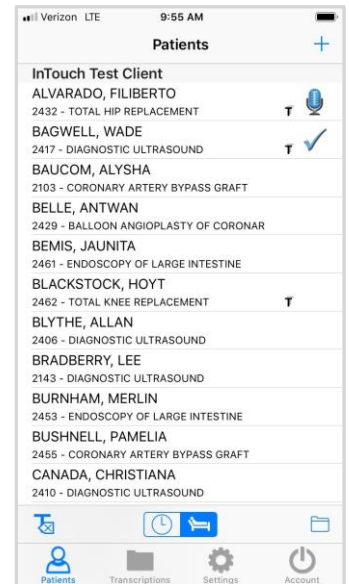 Verizon LTE 9:55 AM
Patients +
InTouch Test Client
ALVARADO, FILIBERTO
2432 - TOTAL HIP REPLACEMENT T
BAGWELL, WADE
2417 - DIAGNOSTIC ULTRASOUND T
BAUCOM, ALYSHA
2103 - CORONARY ARTERY BYPASS GRAFT
BELLE, ANTWAN
2429 - BALLOON ANGIOPLASTY OF CORONAR
BEMIS, JAUNITA
2461 - ENDOSCOPY OF LARGE INTESTINE
BLACKSTOCK, HOYT
2462 - TOTAL KNEE REPLACEMENT T
BLYTHE, ALLAN
2406 - DIAGNOSTIC ULTRASOUND
BRADBERRY, LEE
2143 - DIAGNOSTIC ULTRASOUND
BURNHAM, MERLIN
2453 - ENDOSCOPY OF LARGE INTESTINE
BUSHNELL, PAMELIA
2455 - CORONARY ARTERY BYPASS GRAFT
CANADA, CHRISTIANA
2410 - DIAGNOSTIC ULTRASOUND
Patients Transcriptions Settings Account